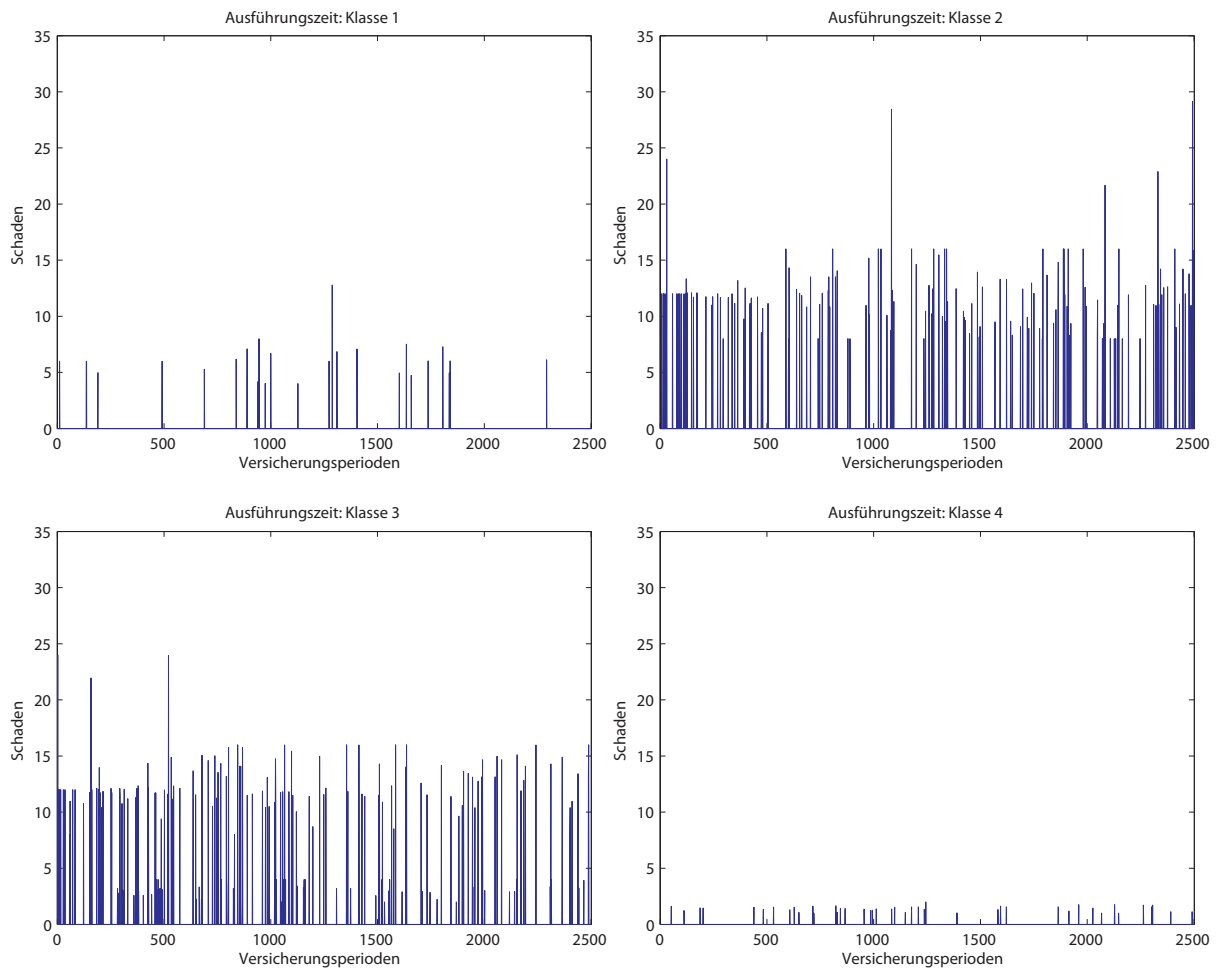 Ausführungszeit: Klasse 1
35
30
25
20
15
10
5
0
Schaden
0 500 1000 1500 2000 2500
Versicherungsperioden
Ausführungszeit: Klasse 2
35
30
25
20
15
10
5
0
Schaden
0 500 1000 1500 2000 2500
Versicherungsperioden
Ausführungszeit: Klasse 3
35
30
25
20
15
10
5
0
Schaden
0 500 1000 1500 2000 2500
Versicherungsperioden
Ausführungszeit: Klasse 4
35
30
25
20
15
10
5
0
Schaden
0 500 1000 1500 2000 2500
Versicherungsperioden